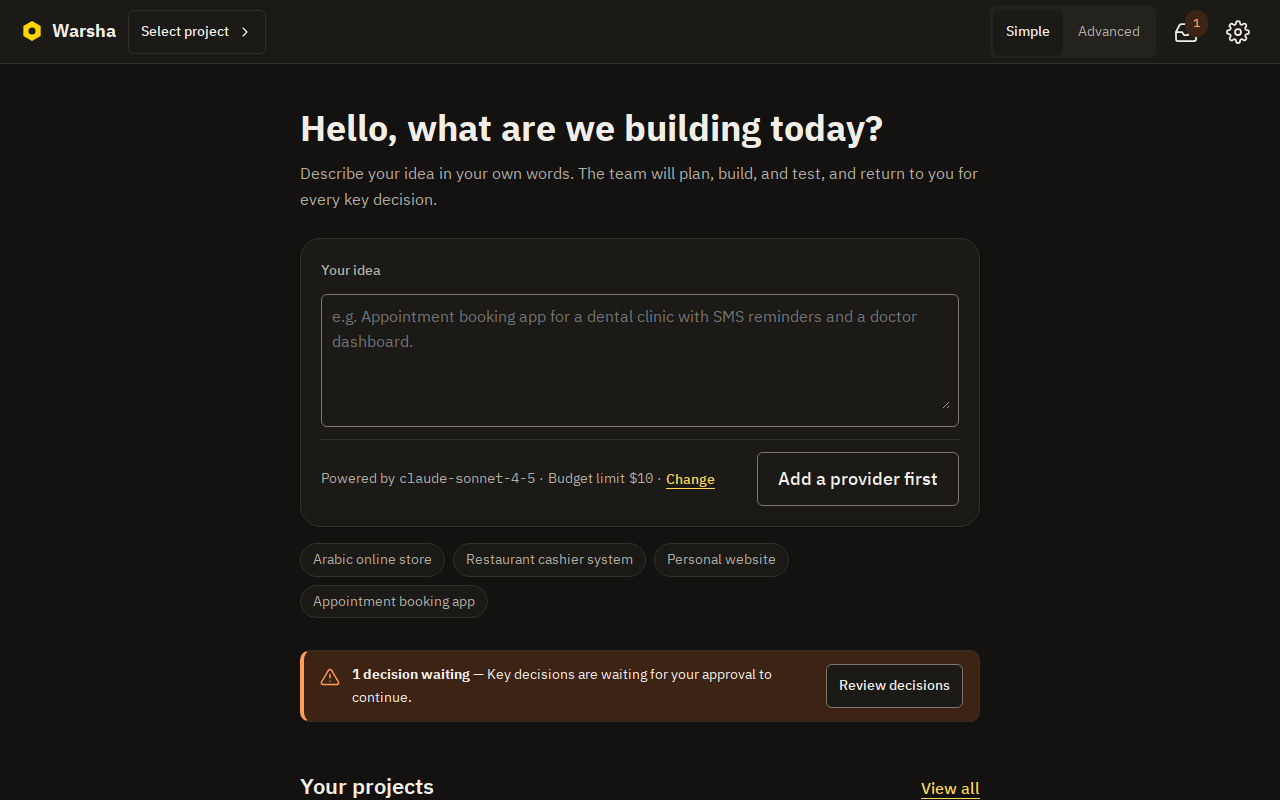 Warsha
Select project
Simple
Advanced
1
Hello, what are we building today?
Describe your idea in your own words. The team will plan, build, and test, and return to you for
every key decision.
Your idea
e.g. Appointment booking app for a dental clinic with SMS reminders and a doctor
dashboard.
Powered by claude-sonnet-4-5 · Budget limit $10 · Change
Add a provider first
Arabic online store
Restaurant cashier system
Personal website
Appointment booking app
1 decision waiting — Key decisions are waiting for your approval to
continue.
Review decisions
Your projects
View all